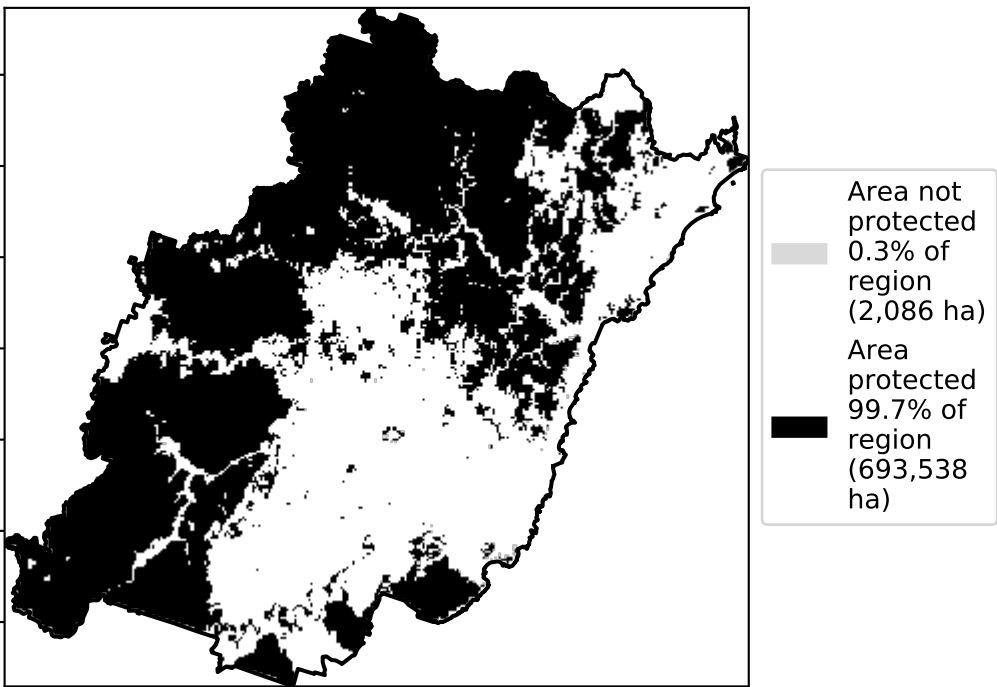 Area not
protected
0.3% of
region
(2,086 ha)
Area
protected
99.7% of
region
(693,538
ha)